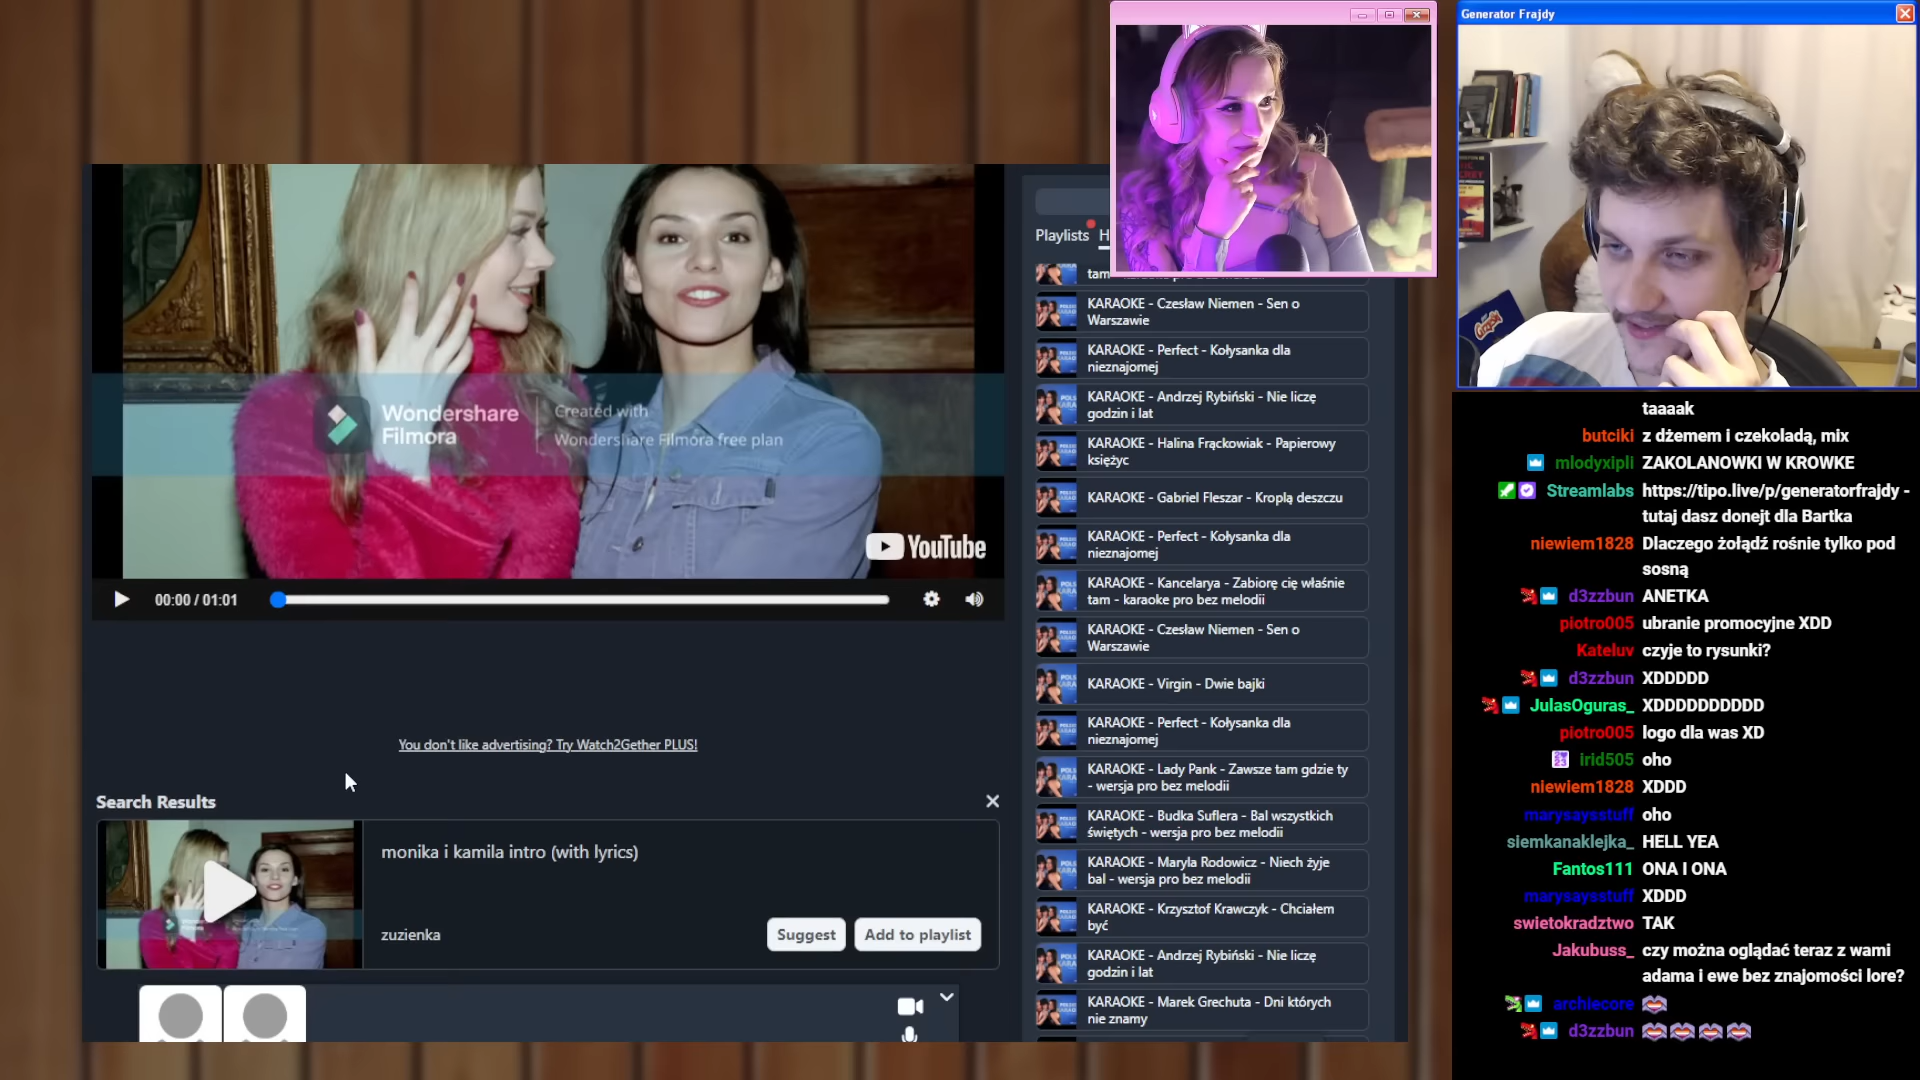 Generator Frajdy
Grześki
Wondershare
Filmora
Created with
Wondershare Filmora free plan
YouTube
00:00 / 01:01
You don't like advertising? Try Watch2Gether PLUS!
Search Results
monika i kamila intro (with lyrics)
zuzienka
Suggest
Add to playlist
Playlists H
KARAOKE - Czesław Niemen - Sen o
Warszawie
KARAOKE - Perfect - Kołysanka dla
nieznajomej
KARAOKE - Andrzej Rybiński - Nie liczę
godzin i lat
KARAOKE - Halina Frąckowiak - Papierowy
księżyc
KARAOKE - Gabriel Fleszar - Kroplą deszczu
KARAOKE - Perfect - Kołysanka dla
nieznajomej
KARAOKE - Kancelarya - Zabiorę cię właśnie
tam - karaoke pro bez melodii
KARAOKE - Czesław Niemen - Sen o
Warszawie
KARAOKE - Virgin - Dwie bajki
KARAOKE - Perfect - Kołysanka dla
nieznajomej
KARAOKE - Lady Pank - Zawsze tam gdzie ty
- wersja pro bez melodii
KARAOKE - Budka Suflera - Bal wszystkich
świętych - wersja pro bez melodii
KARAOKE - Maryla Rodowicz - Niech żyje
bal - wersja pro bez melodii
KARAOKE - Krzysztof Krawczyk - Chciałem
być
KARAOKE - Andrzej Rybiński - Nie liczę
godzin i lat
KARAOKE - Marek Grechuta - Dni których
nie znamy
taaaak
butciki z dżemem i czekoladą, mix
mlodyxipli ZAKOLANOWKI W KROWKE
Streamlabs https://tipo.live/p/generatorfrajdy -
tutaj dasz donejt dla Bartka
niewiem1828 Dlaczego żołądź rośnie tylko pod
sosną
d3zzbun ANETKA
piotro005 ubranie promocyjne XDD
Kateluv czyje to rysunki?
d3zzbun XDDDDD
JulasOguras_ XDDDDDDDDDD
piotro005 logo dla was XD
irid505 oho
niewiem1828 XDDD
marysaysstuff oho
siemkanaklejka_ HELL YEA
Fantos111 ONA I ONA
marysaysstuff XDDD
swietokradztwo TAK
Jakubuss_ czy można oglądać teraz z wami
adama i ewe bez znajomości lore?
archiecore
d3zzbun